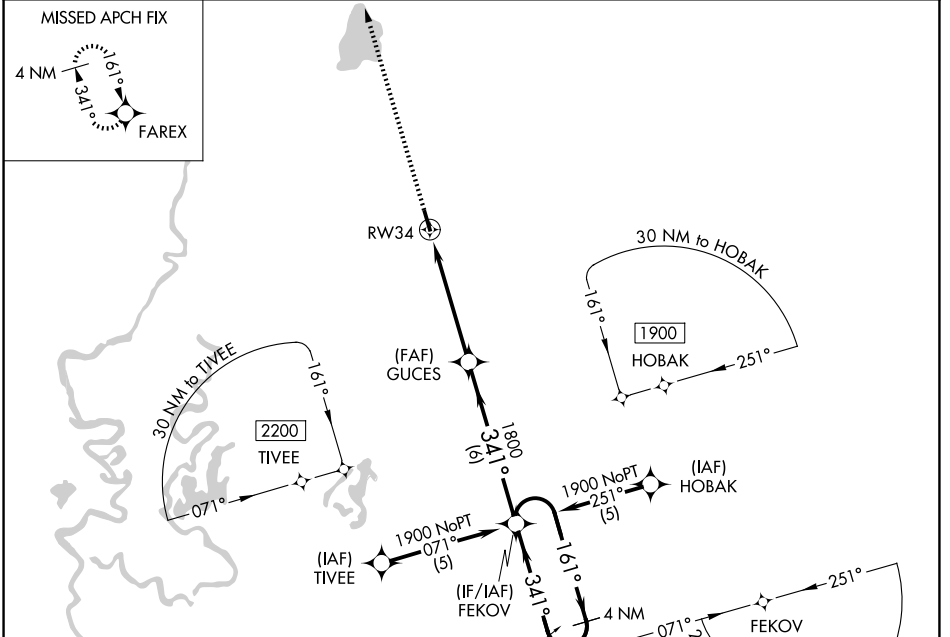 MISSED APCH FIX
4 NM
161°
341°
FAREX
RW34
30 NM to HOBAK
161°
1900
HOBAK
251°
(FAF)
GUCES
30 NM to TIVEE
161°
2200
TIVEE
071°
1800
341°
(6)
1900 NoPT
251°
(5)
(IAF)
HOBAK
1900 NoPT
071°
(5)
(IAF)
TIVEE
(IF/IAF)
FEKOV
341°
161°
4 NM
251°
071°
FEKOV